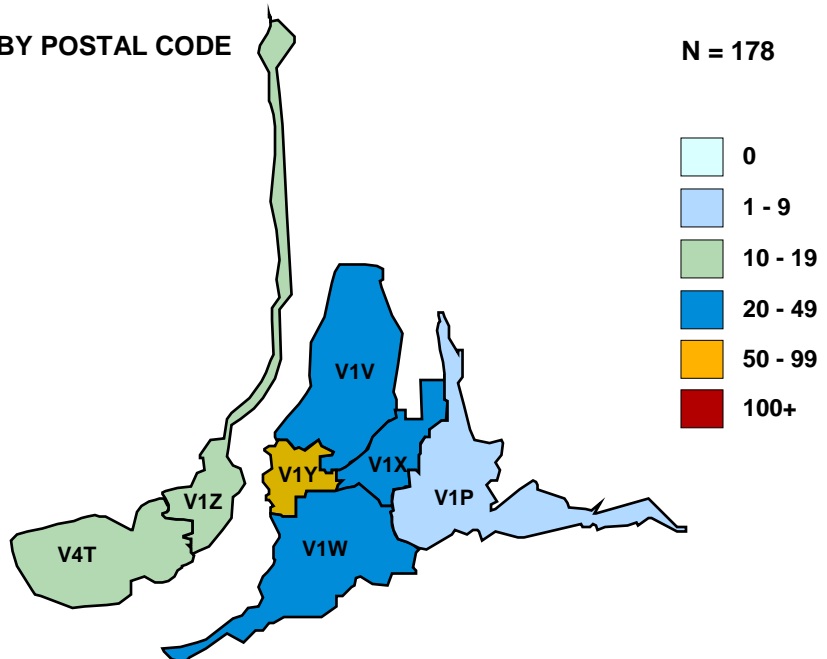 BY POSTAL CODE
N = 178
0
1 - 9
10 - 19
20 - 49
50 - 99
100+
V1V
V1Y
V1X
V1Z
V1P
V4T
V1W